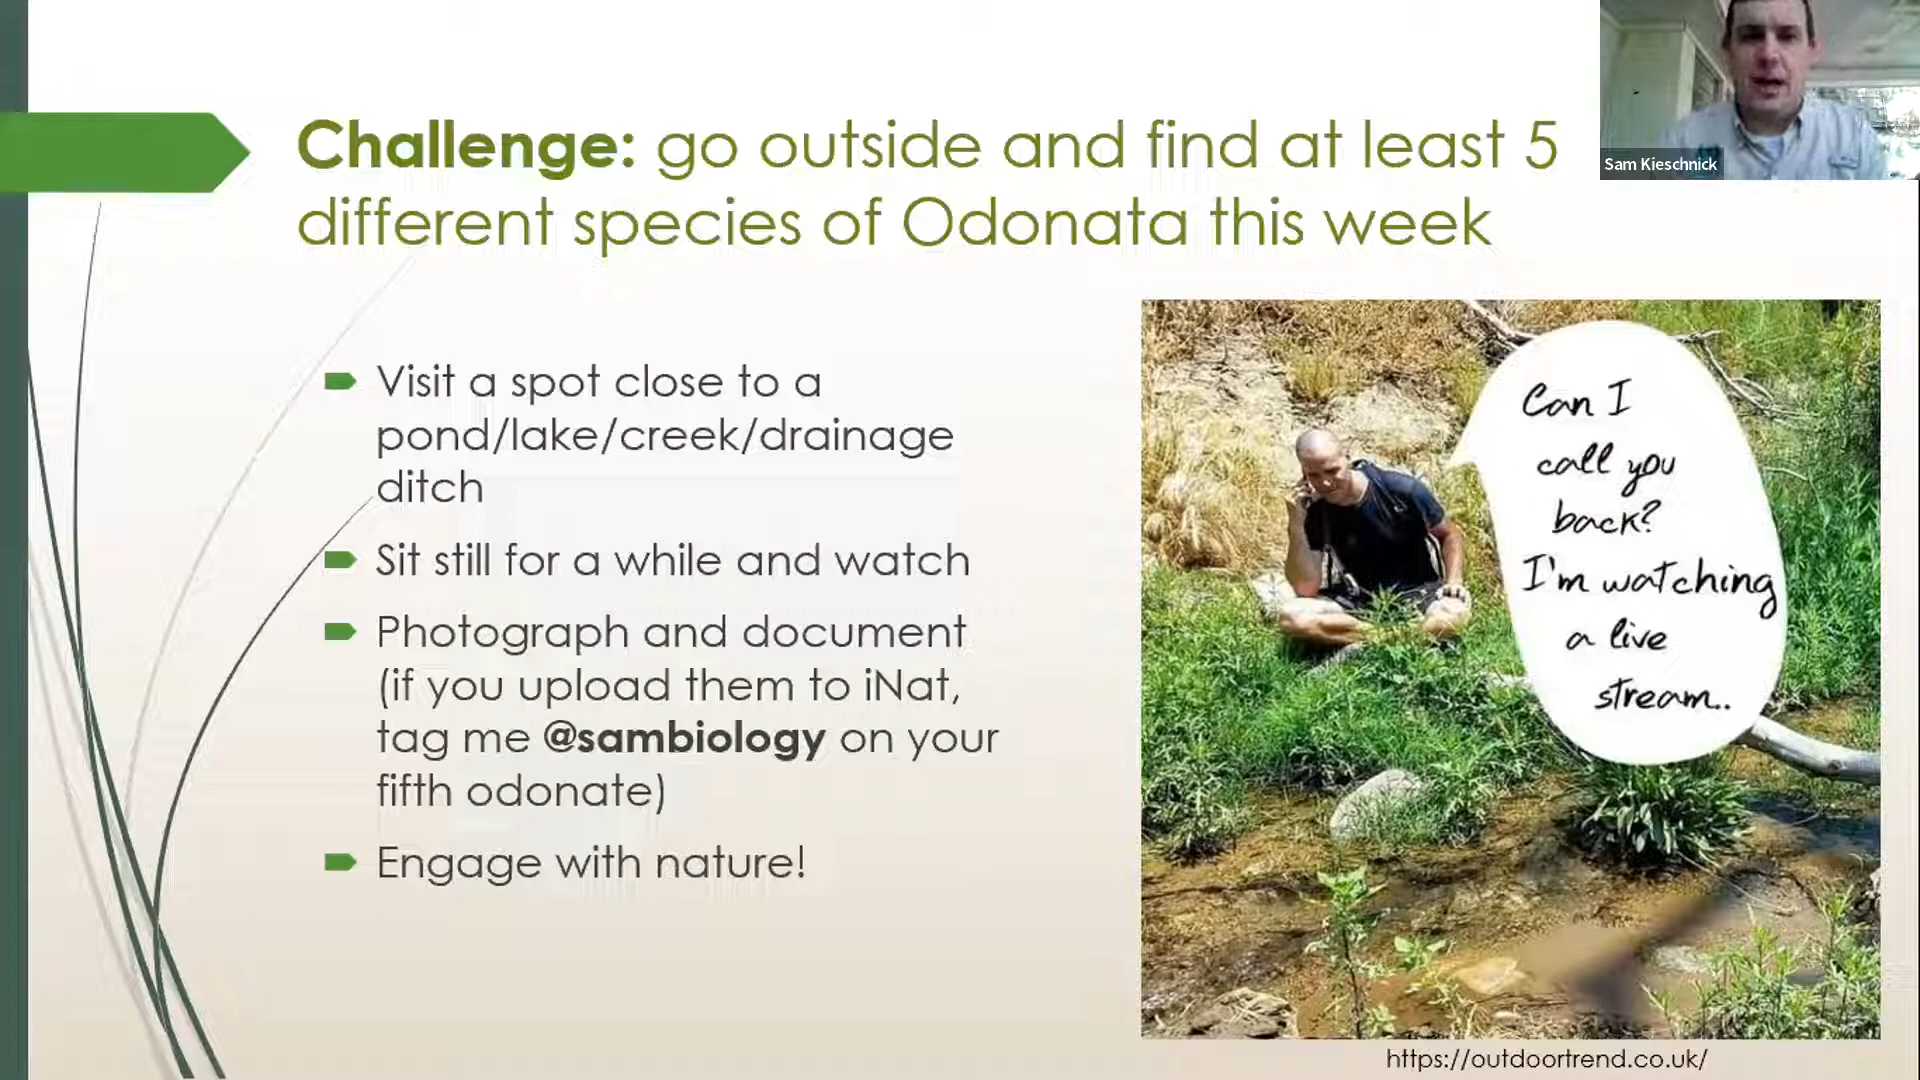 Challenge: go outside and find at least 5
different species of Odonata this week
Sam Kieschnick
Visit a spot close to a
pond/lake/creek/drainage
ditch
Sit still for a while and watch
Photograph and document
(if you upload them to iNat,
tag me @sambiology on your
fifth odonate)
Engage with nature!
Can I
call you
back?
I'm watching
a live
stream..
https://outdoortrend.co.uk/